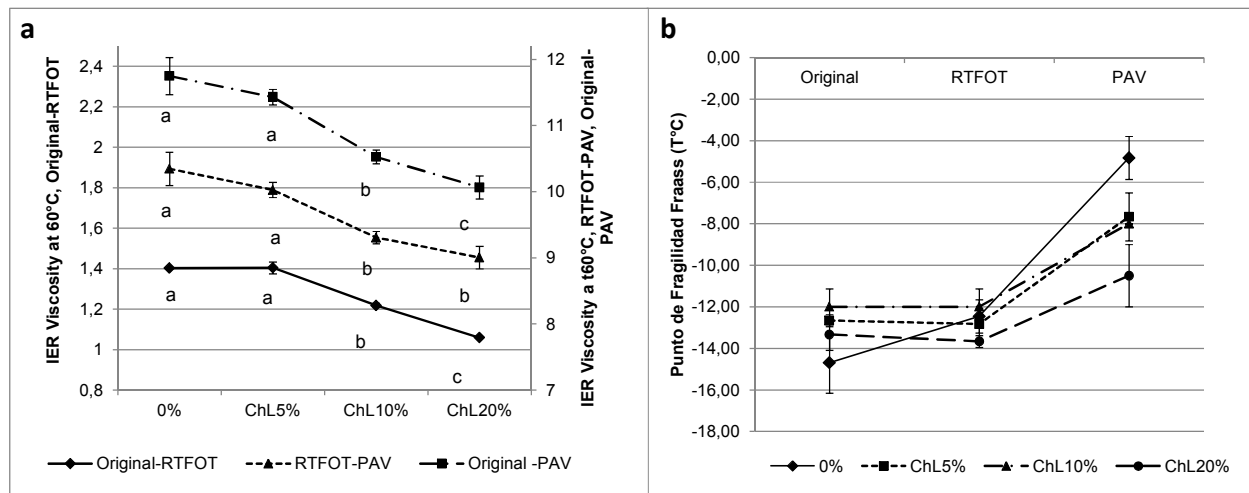 a
IER Viscosity at 60°C, Original-RTFOT
2,4
2,2
2
1,8
1,6
1,4
1,2
1
0,8
a
a
b
c
a
a
b
b
a
a
b
c
12
11
10
9
8
7
IER Viscosity a t60°C, RTFOT-PAV, Original-
PAV
0%
ChL5%
ChL10%
ChL20%
Original-RTFOT
RTFOT-PAV
Original -PAV
b
Punto de Fragilidad Fraass (T°C)
0,00
-2,00
-4,00
-6,00
-8,00
-10,00
-12,00
-14,00
-16,00
-18,00
Original
RTFOT
PAV
0%
ChL5%
ChL10%
ChL20%